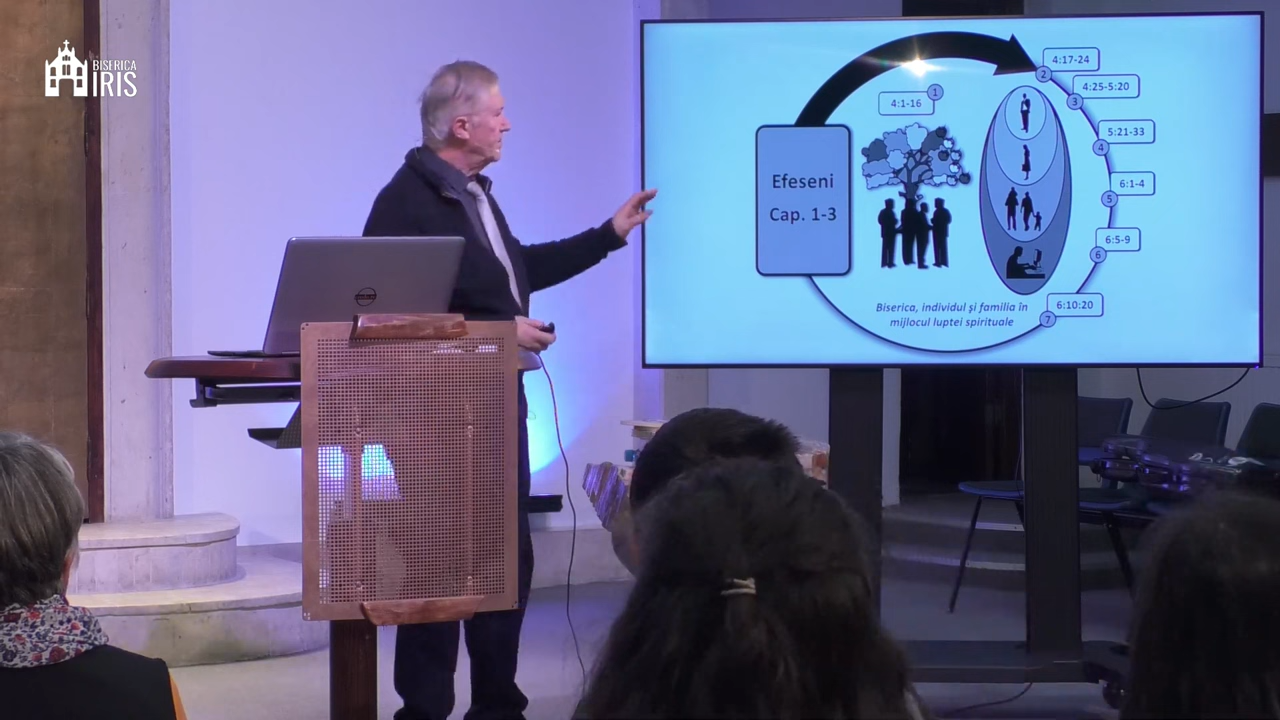 BISERICA
IRIS
4:17-24
2
4:25-5:20
3
1
4:1-16
5:21-33
4
Efeseni
Cap. 1-3
6:1-4
5
6:5-9
6
Biserica, individul și familia în
mijlocul luptei spirituale
6:10:20
7
DELL